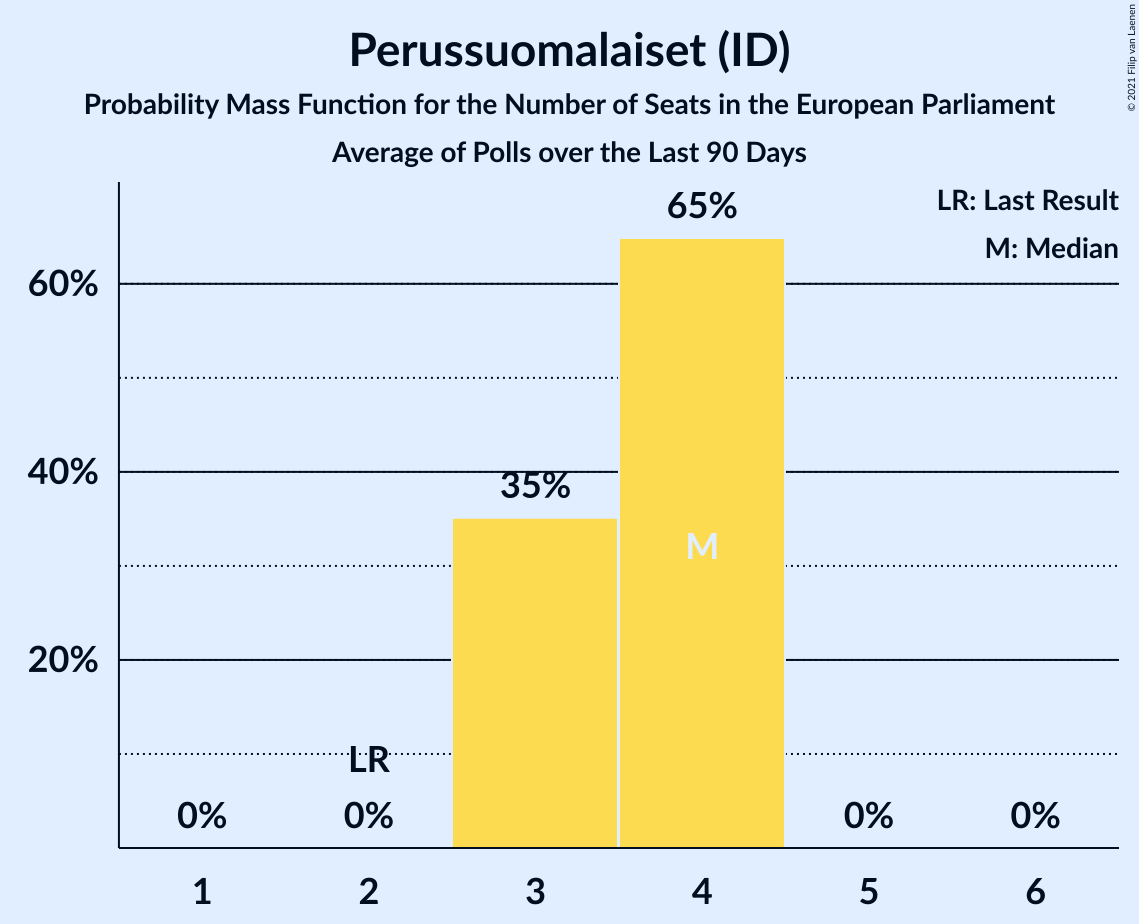 Perussuomalaiset (ID)
Probability Mass Function for the Number of Seats in the European Parliament
Average of Polls over the Last 90 Days
© 2021 Filip van Laenen
LR: Last Result
M: Median
65%
60%
40%
35%
M
20%
LR
0% 0% 0% 0%
1 2 3 4 5 6